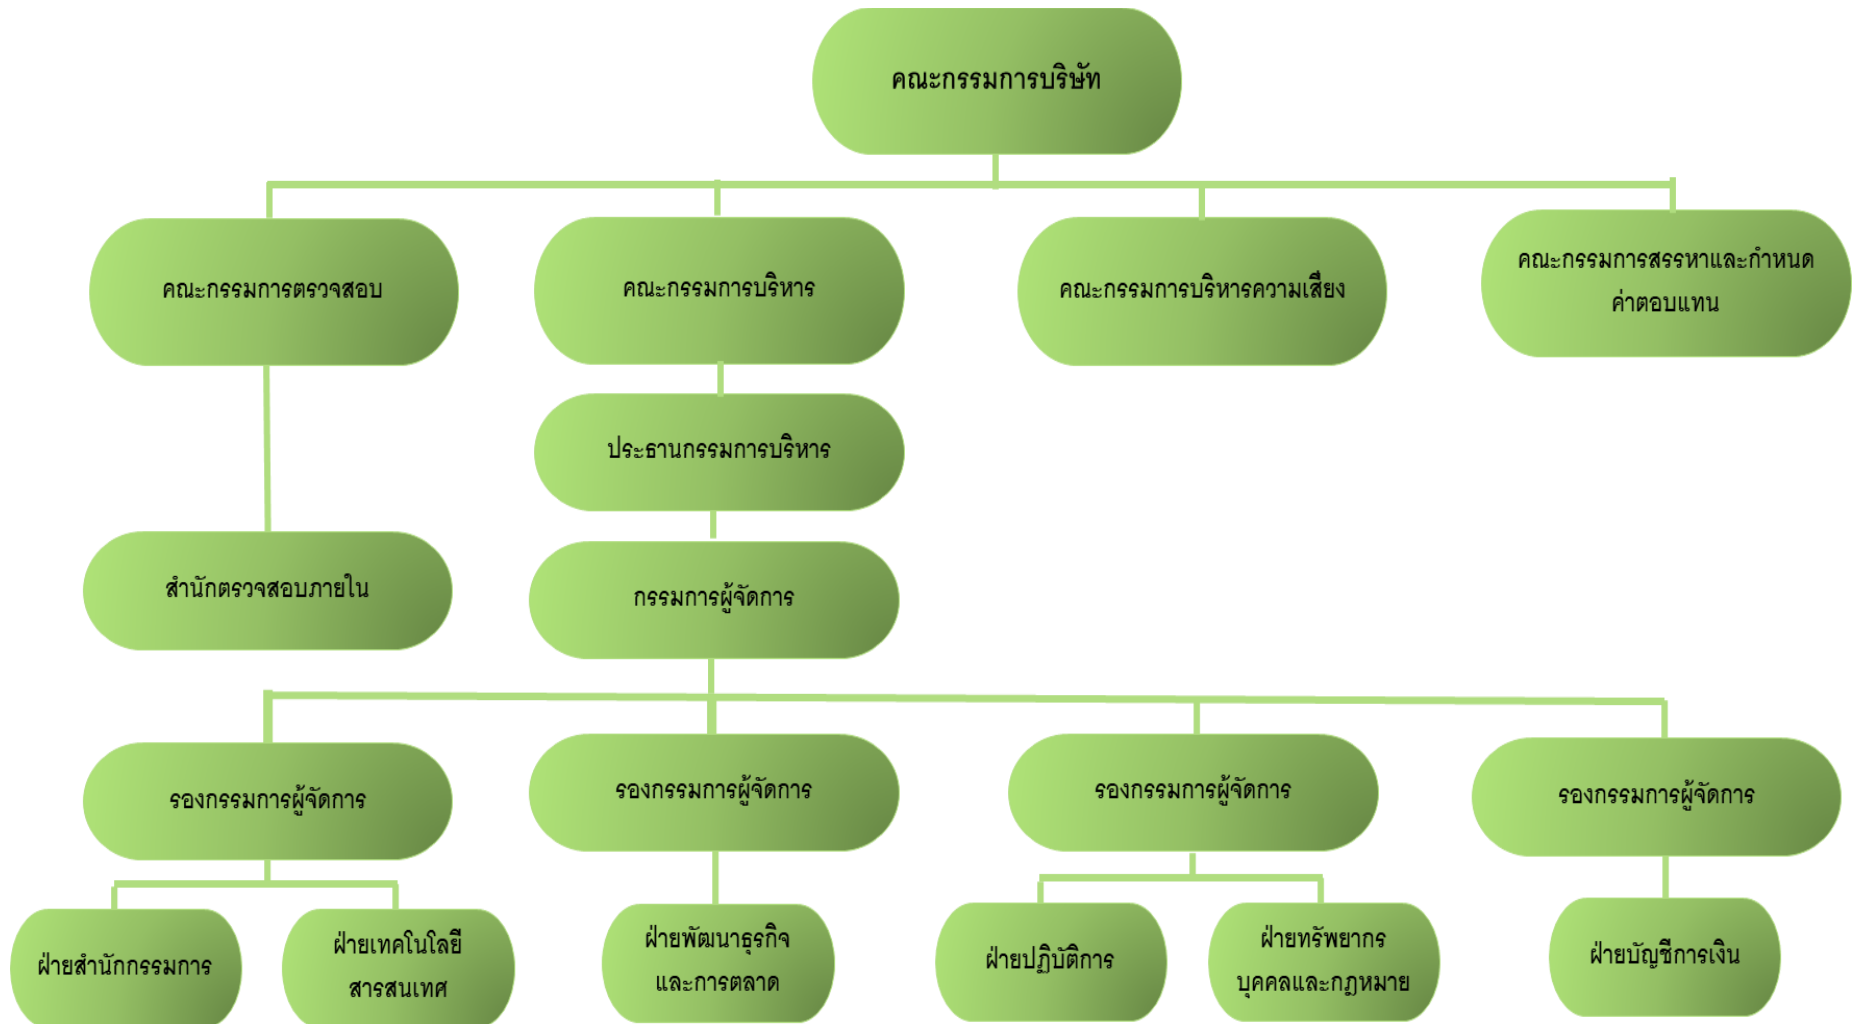 คณะกรรมการบริษัท
คณะกรรมการตรวจสอบ
คณะกรรมการบริหาร
คณะกรรมการบริหารความเสี่ยง
คณะกรรมการสรรหาและกำหนด
ค่าตอบแทน
ประธานกรรมการบริหาร
สำนักตรวจสอบภายใน
กรรมการผู้จัดการ
รองกรรมการผู้จัดการ
รองกรรมการผู้จัดการ
รองกรรมการผู้จัดการ
รองกรรมการผู้จัดการ
ฝ่ายสำนักกรรมการ
ฝ่ายเทคโนโลยี
สารสนเทศ
ฝ่ายพัฒนาธุรกิจ
และการตลาด
ฝ่ายปฏิบัติการ
ฝ่ายทรัพยากร
บุคคลและกฎหมาย
ฝ่ายบัญชีการเงิน